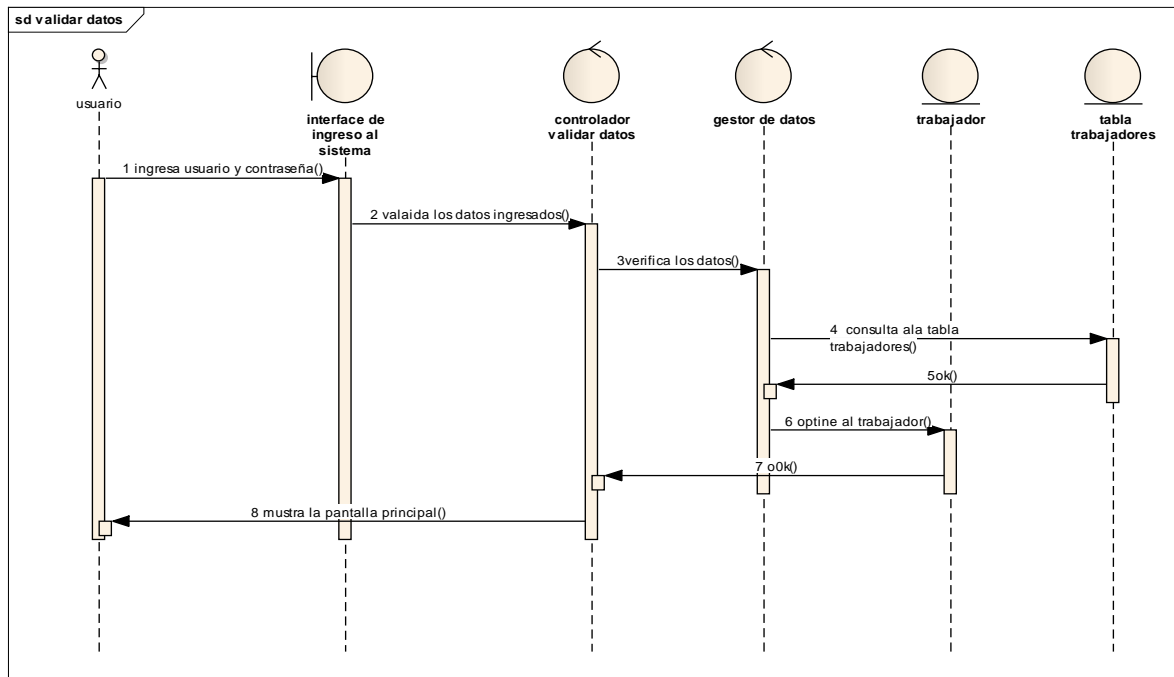 sd validar datos
usuario
interface de
ingreso al
sistema
controlador
validar datos
gestor de datos
trabajador
tabla
trabajadores
1 ingresa usuario y contraseña()
2 valaida los datos ingresados()
3verifica los datos()
4 consulta ala tabla
trabajadores()
5ok()
6 optine al trabajador()
7 o0k()
8 mustra la pantalla principal()